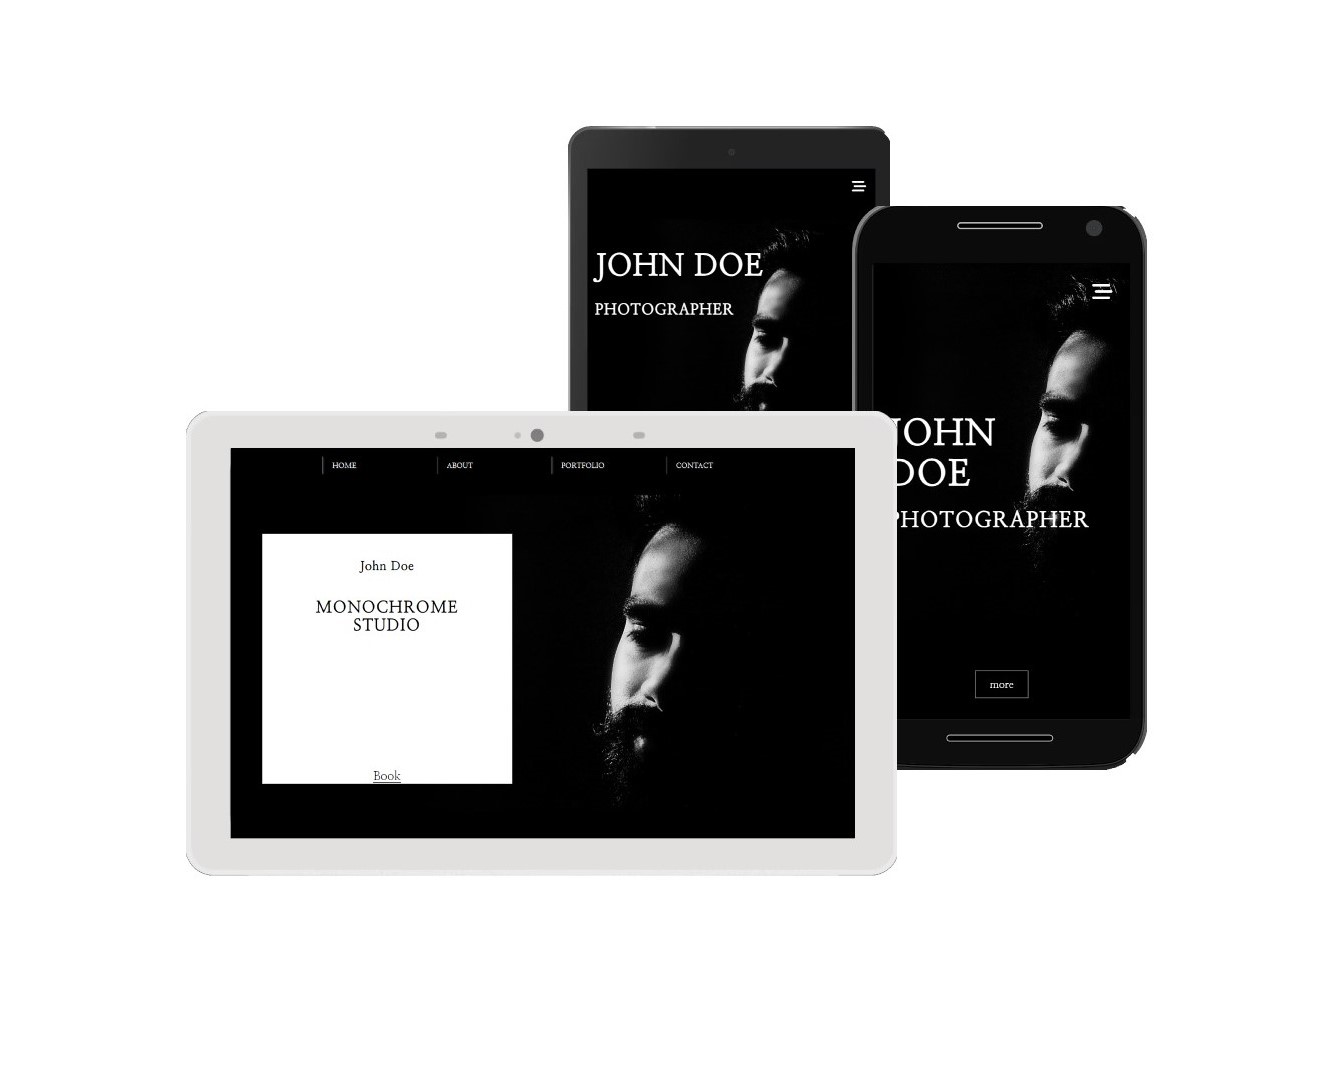 JOHN DOE
PHOTOGRAPHER
JOHN
DOE
PHOTOGRAPHER
more
HOME
ABOUT
PORTFOLIO
CONTACT
John Doe
MONOCHROME
STUDIO
Book